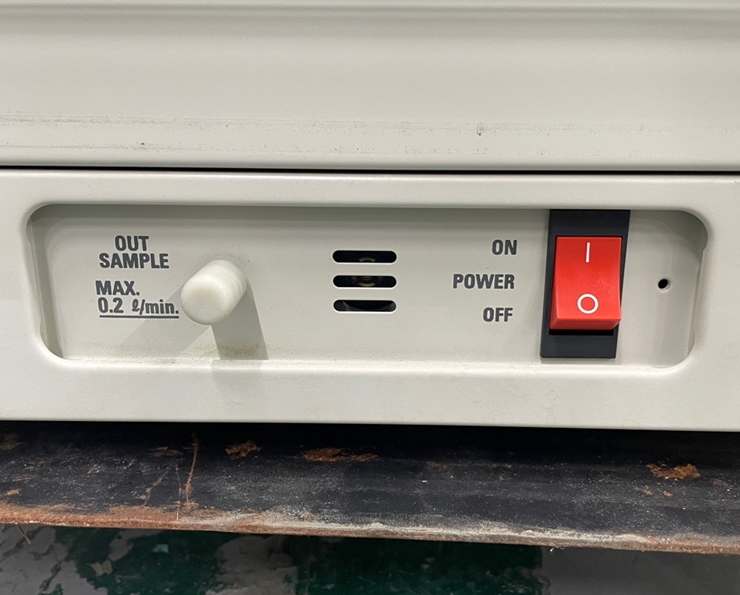 OUT
SAMPLE
MAX.
0.2 ℓ/min.
ON
POWER
OFF
I
O